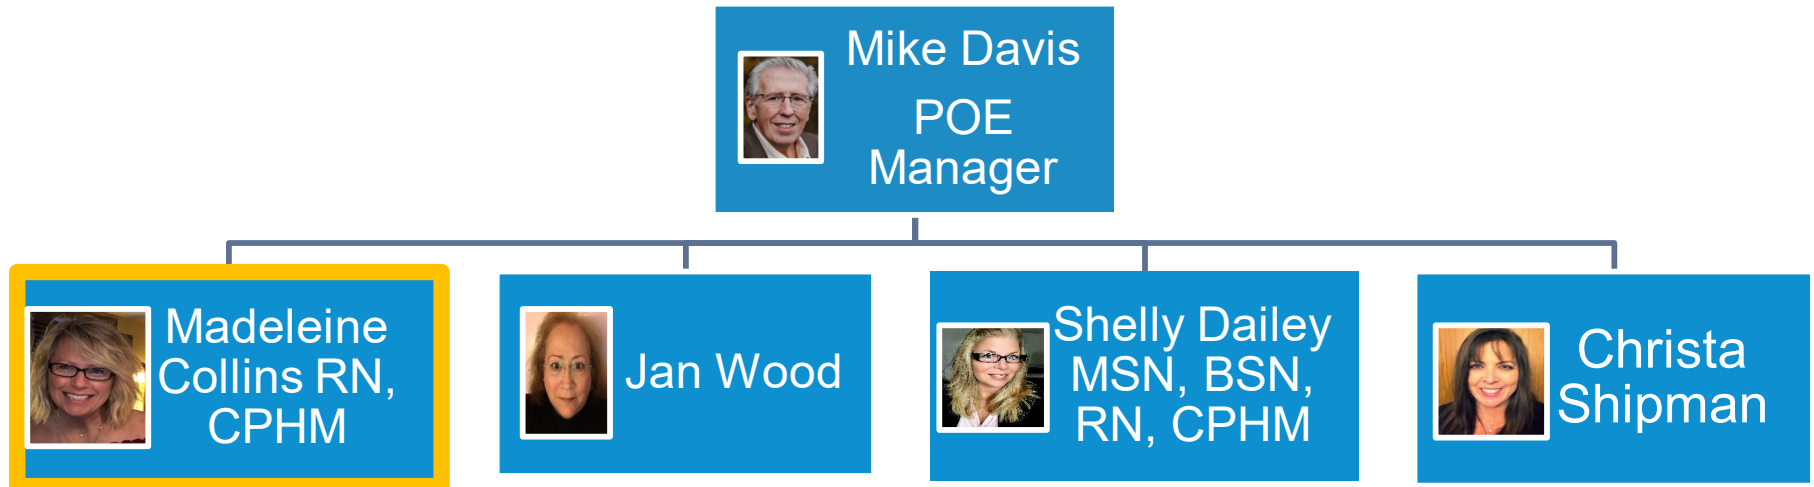 Mike Davis
POE
Manager
Madeleine
Collins RN,
CPHM
Jan Wood
Shelly Dailey
MSN, BSN,
RN, CPHM
Christa
Shipman